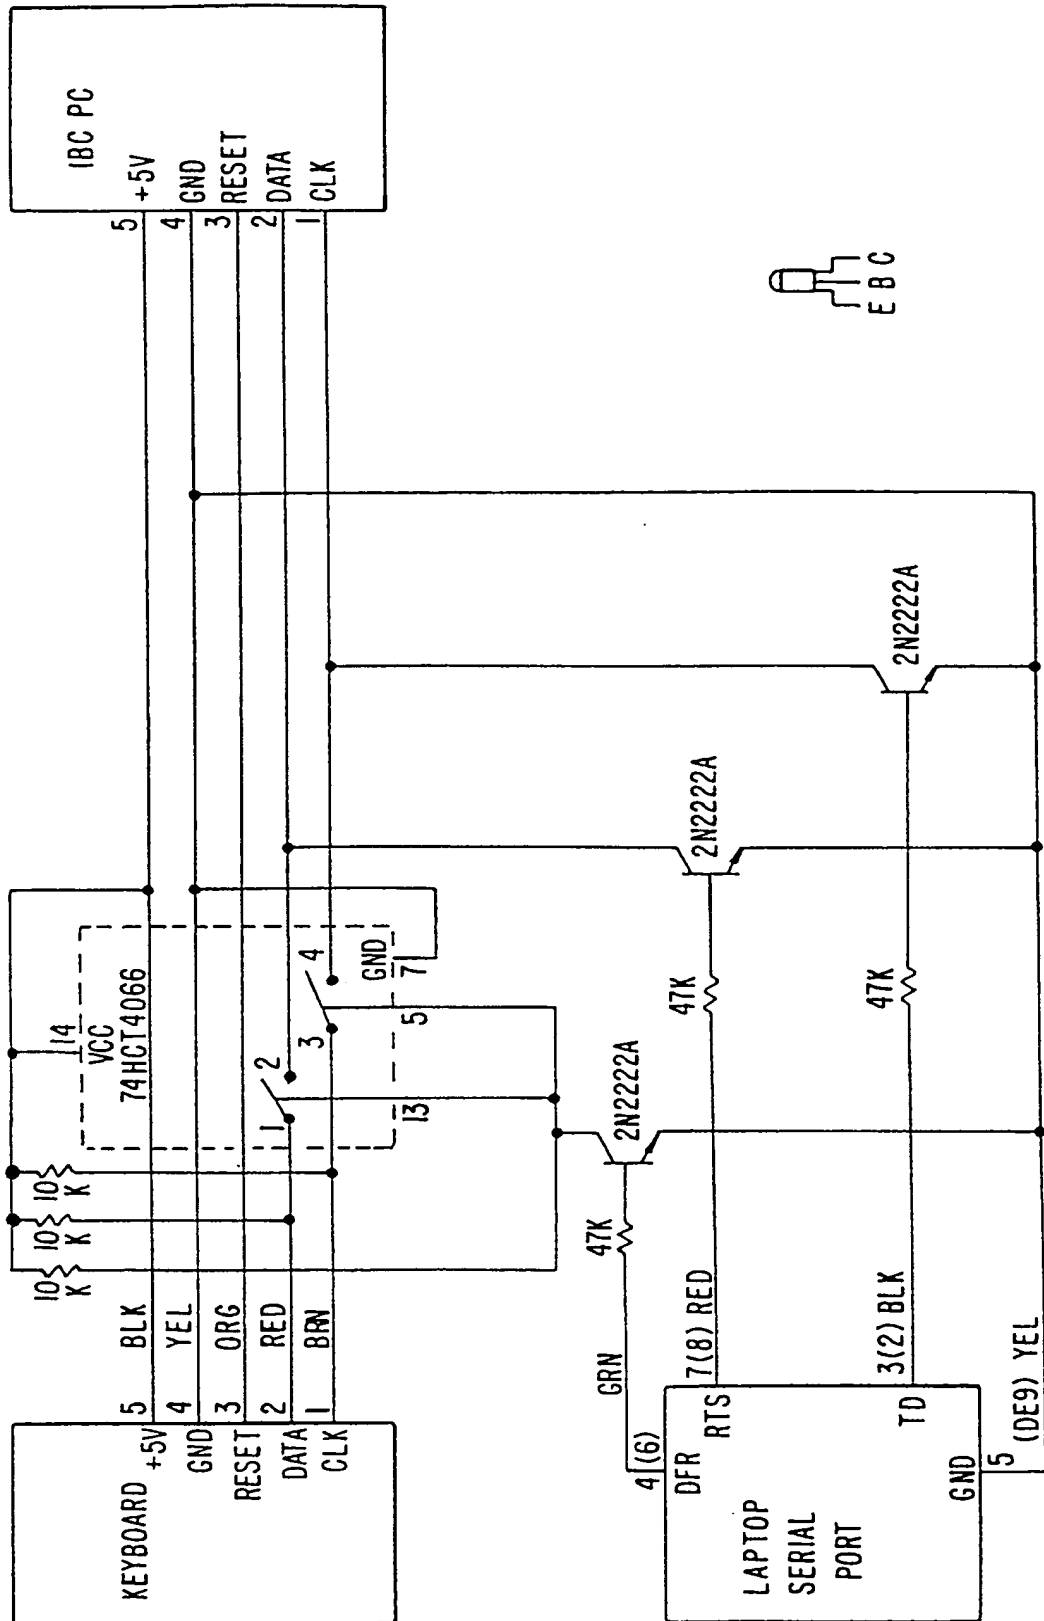 KEYBOARD
5 +5V
4 GND
3 RESET
2 DATA
1 CLK
BLK
YEL
ORG
RED
BRN
10 K
10 K
10 K
14
VCC
74HCT4066
1 2
3 4
13
5
GND
7
IBC PC
5 +5V
4 GND
3 RESET
2 DATA
1 CLK
GRN
47K
2N2222A
47K
2N2222A
47K
2N2222A
E B C
LAPTOP
SERIAL
PORT
4 (6)
DFR
RTS
7(8) RED
TD
3(2) BLK
GND
5
(DE9) YEL